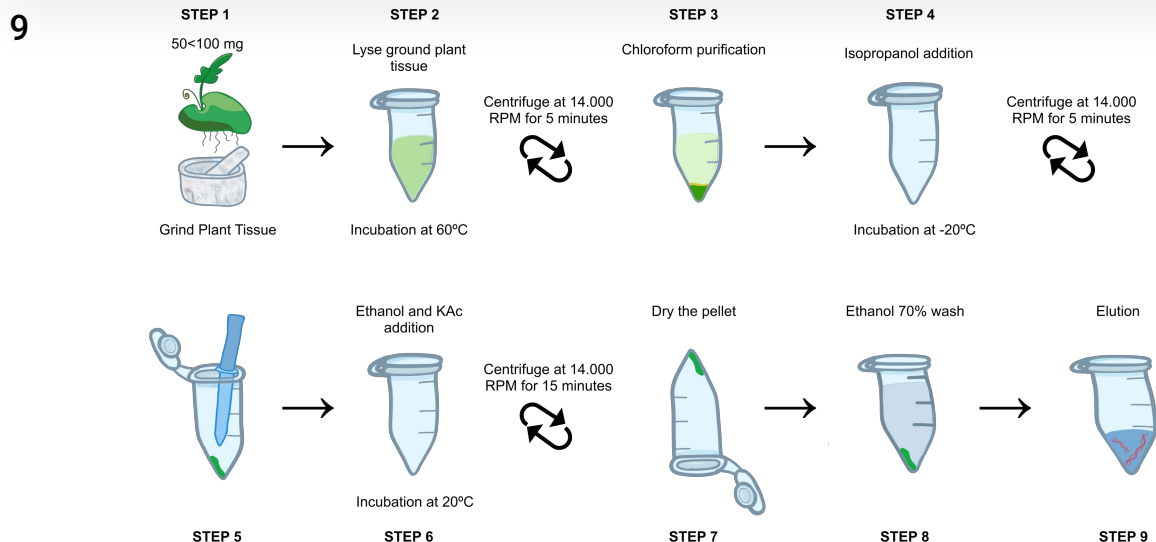 9
STEP 1
STEP 2
STEP 3
STEP 4
50<100 mg
Lyse ground plant
tissue
Chloroform purification
Isopropanol addition
Centrifuge at 14.000
RPM for 5 minutes
Centrifuge at 14.000
RPM for 5 minutes
Grind Plant Tissue
Incubation at 60ºC
Incubation at -20ºC
Ethanol and KAc
addition
Dry the pellet
Ethanol 70% wash
Elution
Centrifuge at 14.000
RPM for 15 minutes
Incubation at 20ºC
STEP 5
STEP 6
STEP 7
STEP 8
STEP 9